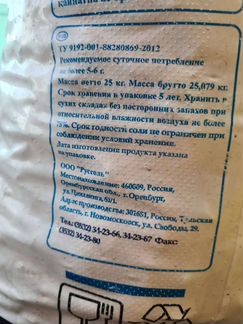 ТУ 9192-001-88280869-2012
Рекомендуемое суточное потребление
не более 5-6 г.
Масса нетто 25 кг. Масса брутто 25,079 кг.
Срок хранения в упаковке 5 лет. Хранить в
сухих складах без посторонних запахов при
относительной влажности воздуха не более
75%. Срок годности соли не ограничен при
соблюдении условий хранения.
Дата изготовления продукта указана
на упаковке.
ООО "Руссоль"
Местонахождение: 460009, Россия,
Оренбургская обл., г. Оренбург,
ул. Цвиллинга, 61/1.
Адрес производства: 301651, Россия, Тульская
область, г. Новомосковск, ул. Свободы, 29.
Тел: (3532) 34-23-66, 34-23-67 Факс:
(3532) 34-23-80